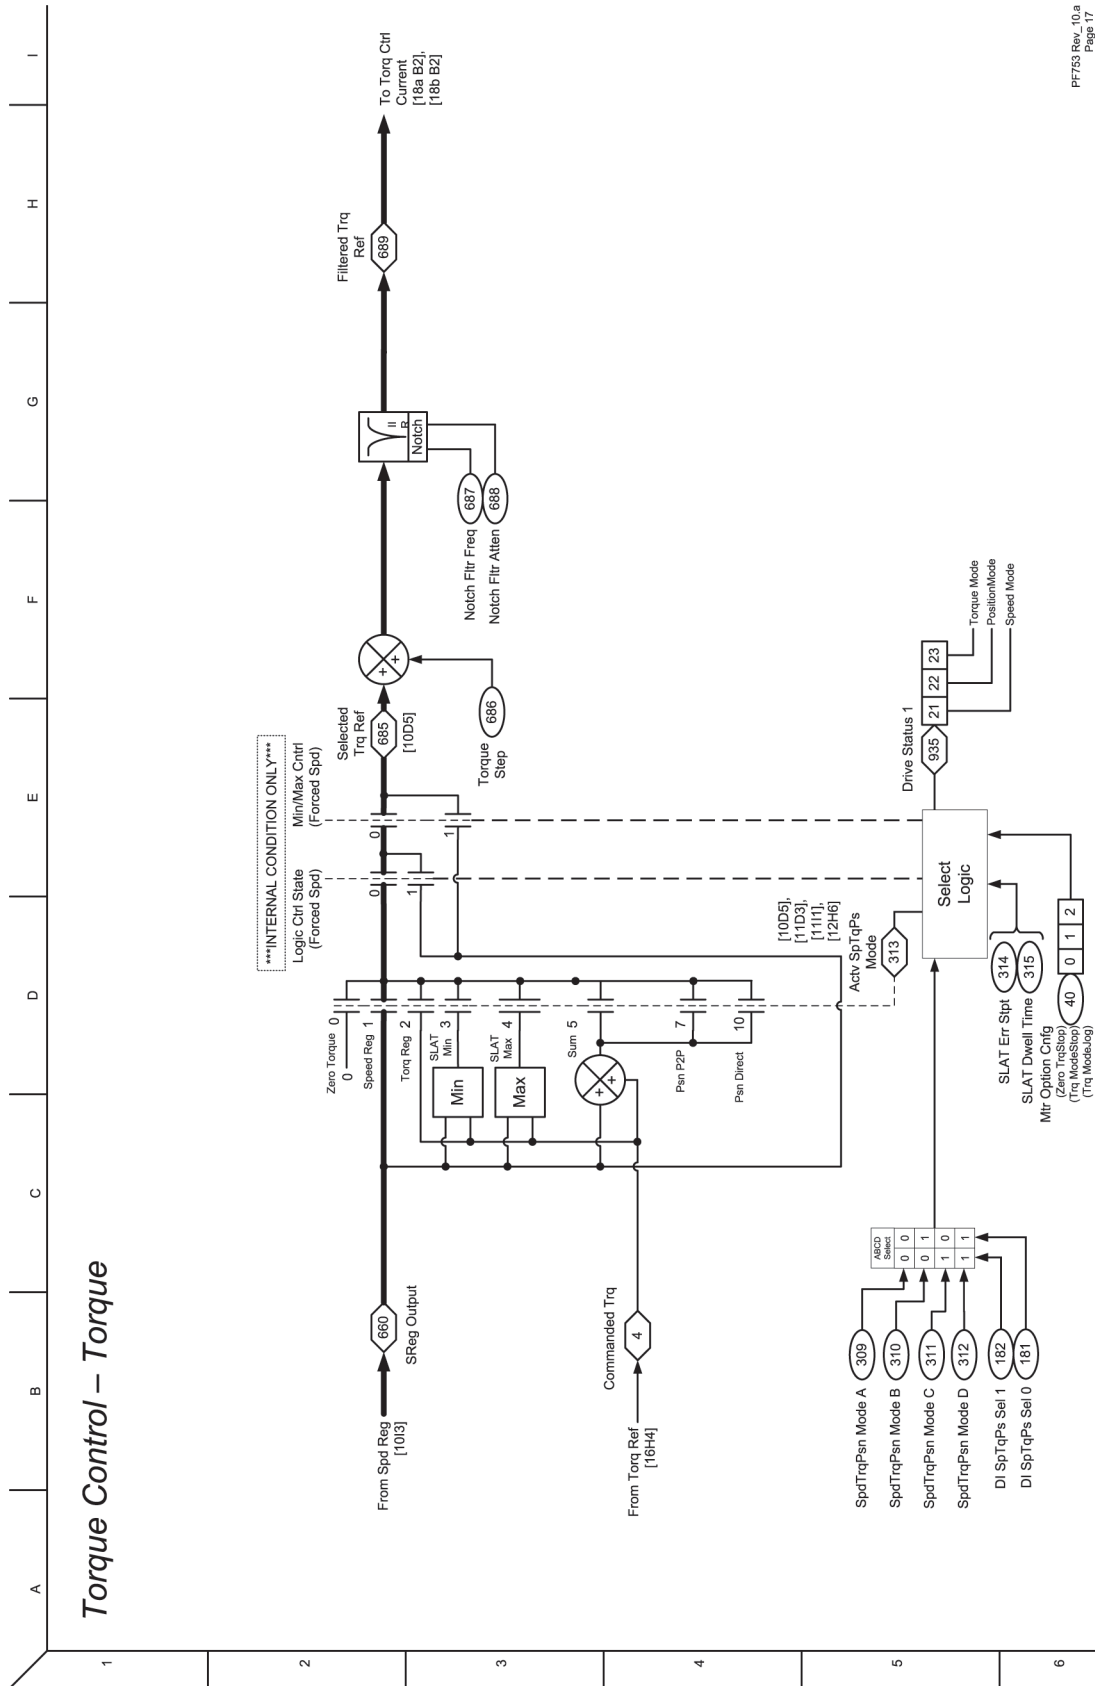 A
B
C
D
E
F
G
H
I
1
2
3
4
5
6
Torque Control – Torque
***INTERNAL CONDITION ONLY***
Logic Ctrl State
(Forced Spd)
Min/Max Cntrl
(Forced Spd)
From Spd Reg
[10I3]
660
SReg Output
Zero Torque 0
0
Speed Reg 1
Torq Reg 2
SLAT
Min 3
SLAT
Max 4
Sum 5
Psn P2P
7
Psn Direct
10
Min
Max
+
+
0
1
0
1
Selected
Trq Ref
685
[10D5]
+
+
686
Torque
Step
II
R
Notch
687
688
Notch Fltr Freq
Notch Fltr Atten
Filtered Trq
Ref
689
To Torq Ctrl
Current
[18a B2],
[18b B2]
Commanded Trq
4
From Torq Ref
[16H4]
SpdTrqPsn Mode A
309
SpdTrqPsn Mode B
310
SpdTrqPsn Mode C
311
SpdTrqPsn Mode D
312
DI SpTqPs Sel 1
182
DI SpTqPs Sel 0
181
ABCD
Select
0 0
0 1
1 0
1 1
[10D5],
[11D3],
[11I1],
[12H6]
Actv SpTqPs
Mode
313
Select
Logic
SLAT Err Stpt
314
SLAT Dwell Time
315
Mtr Option Cnfg
(Zero TrqStop)
(Trq ModeStop)
(Trq ModeJog)
40
0 1 2
Drive Status 1
935
21 22 23
Torque Mode
PositionMode
Speed Mode
PF753 Rev_10.a
Page 17